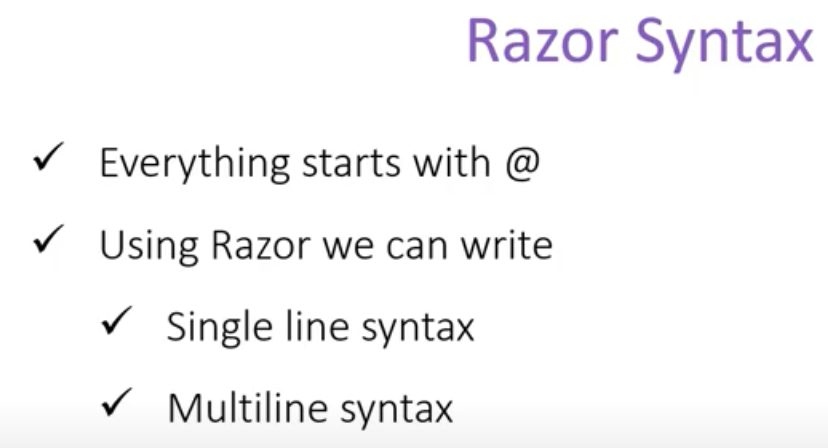 Razor Syntax
✓ Everything starts with @
✓ Using Razor we can write
✓ Single line syntax
✓ Multiline syntax